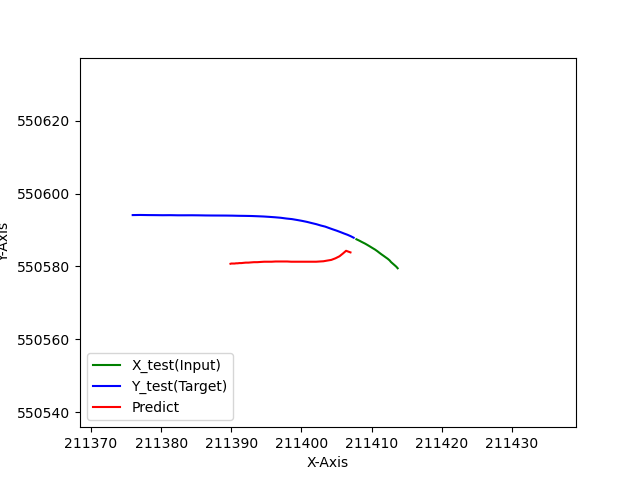 550620
550600
550580
550560
550540
Y-Axis
X_test(Input)
Y_test(Target)
Predict
211370 211380 211390 211400 211410 211420 211430
X-Axis